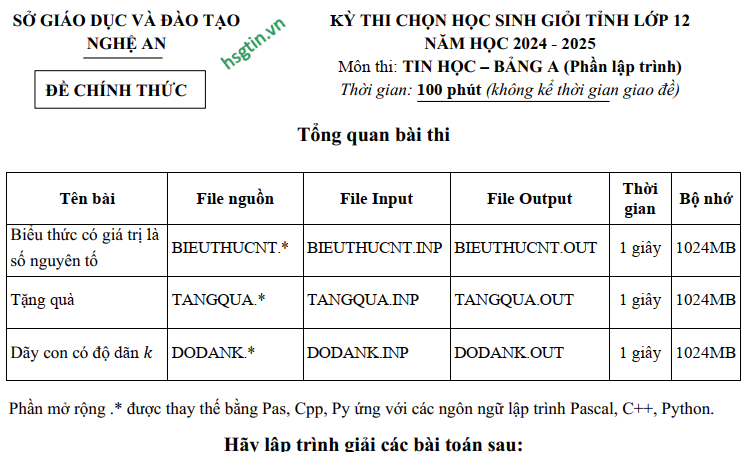 SỞ GIÁO DỤC VÀ ĐÀO TẠO
NGHỆ AN
ĐỀ CHÍNH THỨC
hsgtin.vn
KỲ THI CHỌN HỌC SINH GIỎI TỈNH LỚP 12
NĂM HỌC 2024 - 2025
Môn thi: TIN HỌC – BẢNG A (Phần lập trình)
Thời gian: 100 phút (không kể thời gian giao đề)
Tổng quan bài thi
Tên bài File nguồn File Input File Output Thời gian Bộ nhớ
Biểu thức có giá trị là số nguyên tố BIEUTHUCNT.* BIEUTHUCNT.INP BIEUTHUCNT.OUT 1 giây 1024MB
Tặng quà TANGQUA.* TANGQUA.INP TANGQUA.OUT 1 giây 1024MB
Dãy con có độ dãn k DODANK.* DODANK.INP DODANK.OUT 1 giây 1024MB
Phần mở rộng .* được thay thế bằng Pas, Cpp, Py ứng với các ngôn ngữ lập trình Pascal, C++, Python.
Hãy lập trình giải các bài toán sau: